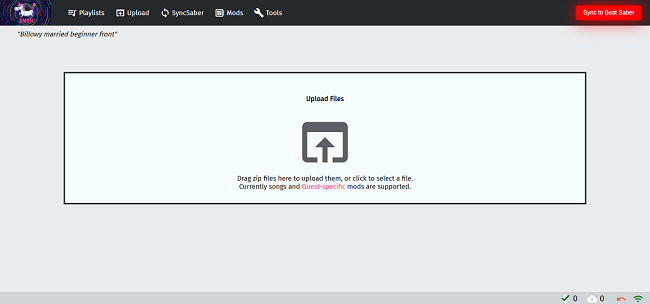 BMBF
Playlists Upload SyncSaber Mods Tools Sync to Beat Saber
"Billowy married beginner front"
Upload Files
Drag zip files here to upload them, or click to select a file.
Currently songs and Quest-specific mods are supported.
0 0